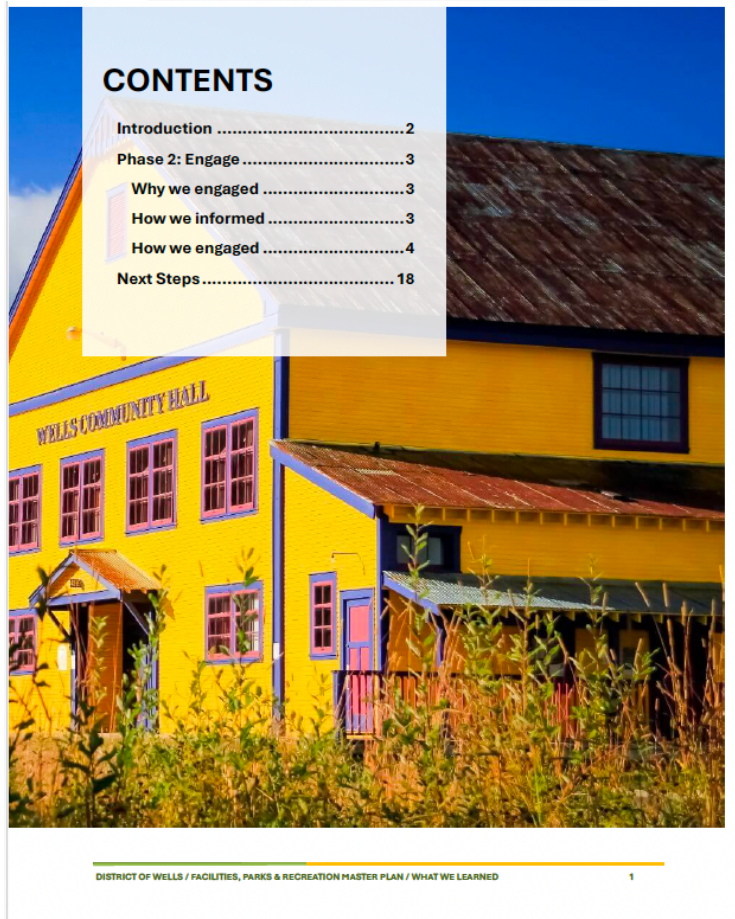 CONTENTS
Introduction ....................................2
Phase 2: Engage................................3
Why we engaged ...........................3
How we informed ..........................3
How we engaged ...........................4
Next Steps...................................... 18
WELLS COMMUNITY HALL
DISTRICT OF WELLS / FACILITIES, PARKS & RECREATION MASTER PLAN / WHAT WE LEARNED 1